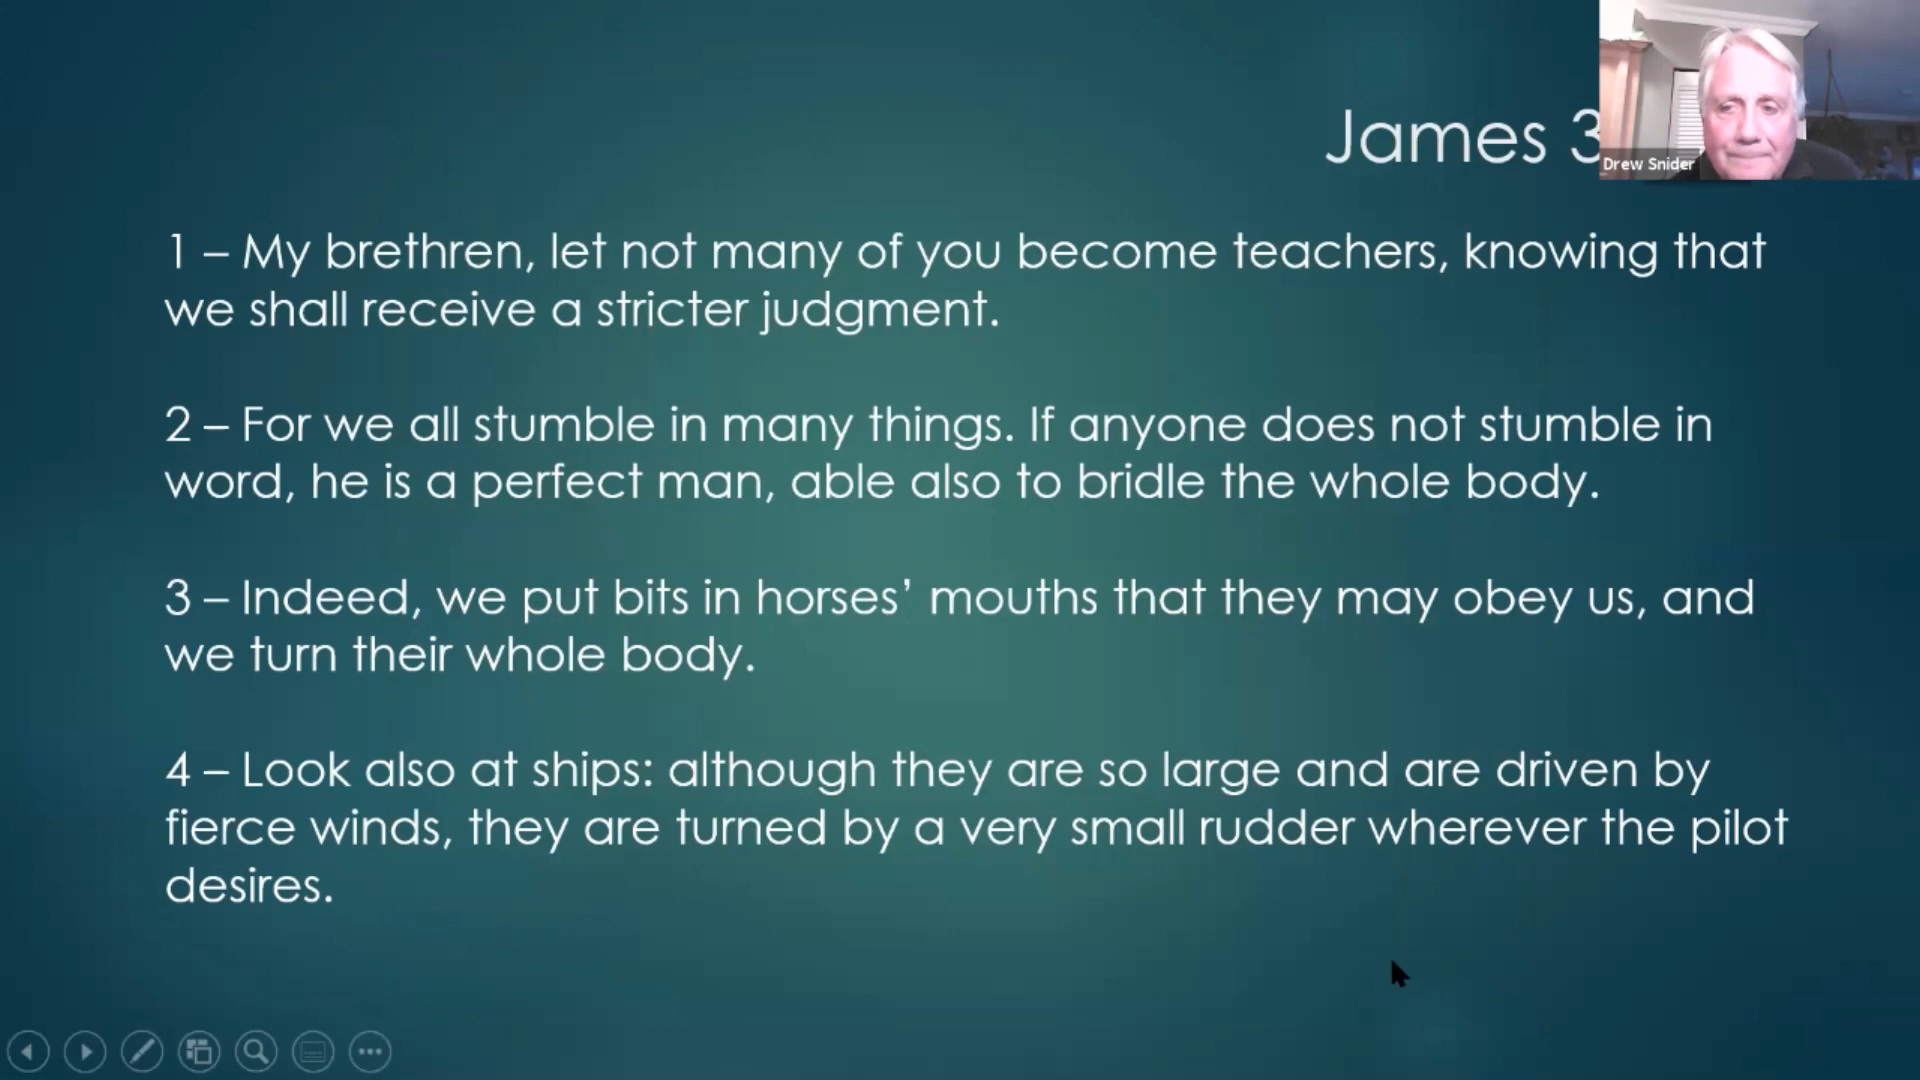 James 3
Drew Snider
1 – My brethren, let not many of you become teachers, knowing that
we shall receive a stricter judgment.
2 – For we all stumble in many things. If anyone does not stumble in
word, he is a perfect man, able also to bridle the whole body.
3 – Indeed, we put bits in horses’ mouths that they may obey us, and
we turn their whole body.
4 – Look also at ships: although they are so large and are driven by
fierce winds, they are turned by a very small rudder wherever the pilot
desires.